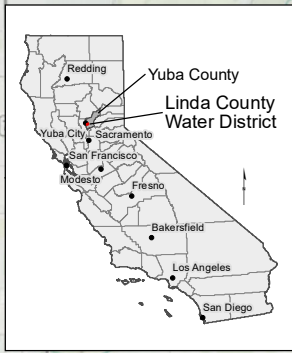 Redding
Yuba County
Linda County
Water District
Yuba City
Sacramento
San Francisco
Modesto
Fresno
Bakersfield
Los Angeles
San Diego